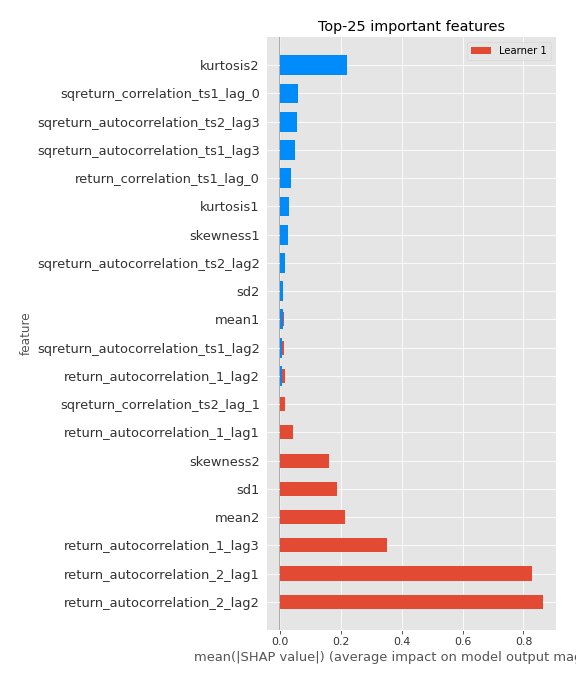 Top-25 important features
Learner 1
kurtosis2
sqreturn_correlation_ts1_lag_0
sqreturn_autocorrelation_ts2_lag3
sqreturn_autocorrelation_ts1_lag3
return_correlation_ts1_lag_0
kurtosis1
skewness1
sqreturn_autocorrelation_ts2_lag2
sd2
mean1
sqreturn_autocorrelation_ts1_lag2
return_autocorrelation_1_lag2
sqreturn_correlation_ts2_lag_1
return_autocorrelation_1_lag1
skewness2
sd1
mean2
return_autocorrelation_1_lag3
return_autocorrelation_2_lag1
return_autocorrelation_2_lag2
feature
0.0 0.2 0.4 0.6 0.8
mean(|SHAP value|) (average impact on model output mag